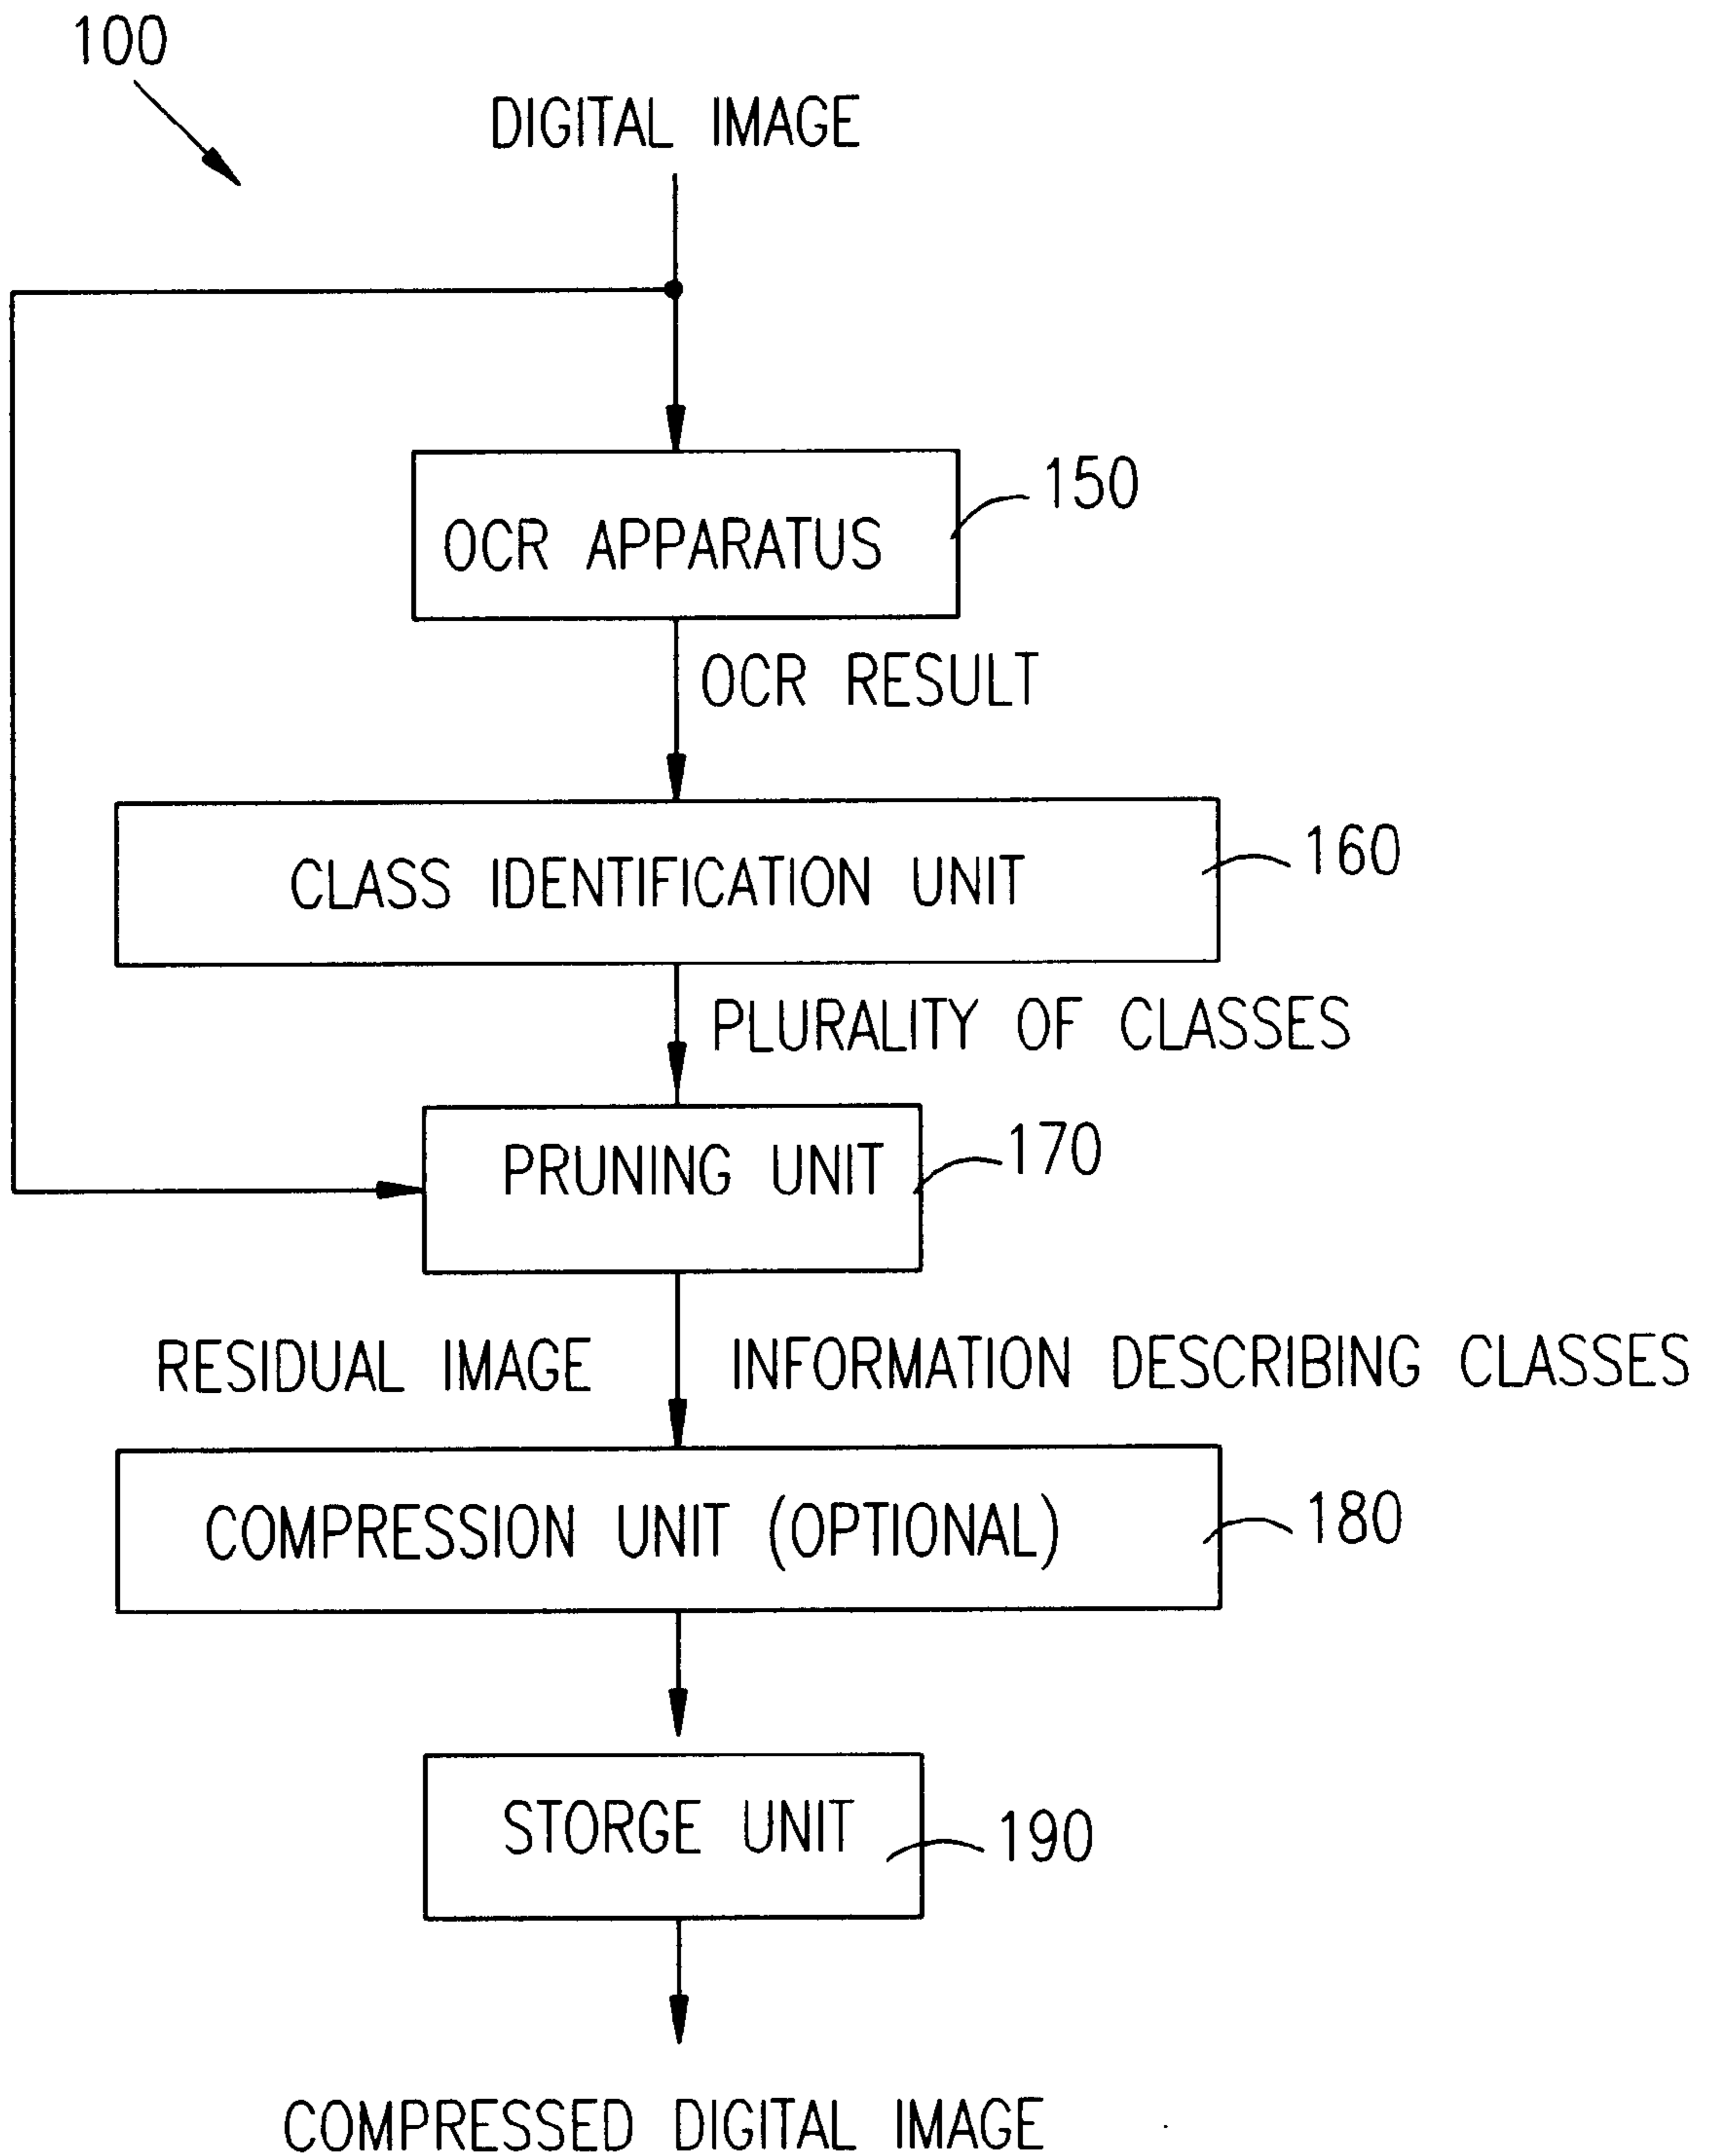 100
DIGITAL IMAGE
150
OCR APPARATUS
OCR RESULT
160
CLASS IDENTIFICATION UNIT
PLURALITY OF CLASSES
170
PRUNING UNIT
RESIDUAL IMAGE
INFORMATION DESCRIBING CLASSES
180
COMPRESSION UNIT (OPTIONAL)
STORGE UNIT
190
COMPRESSED DIGITAL IMAGE